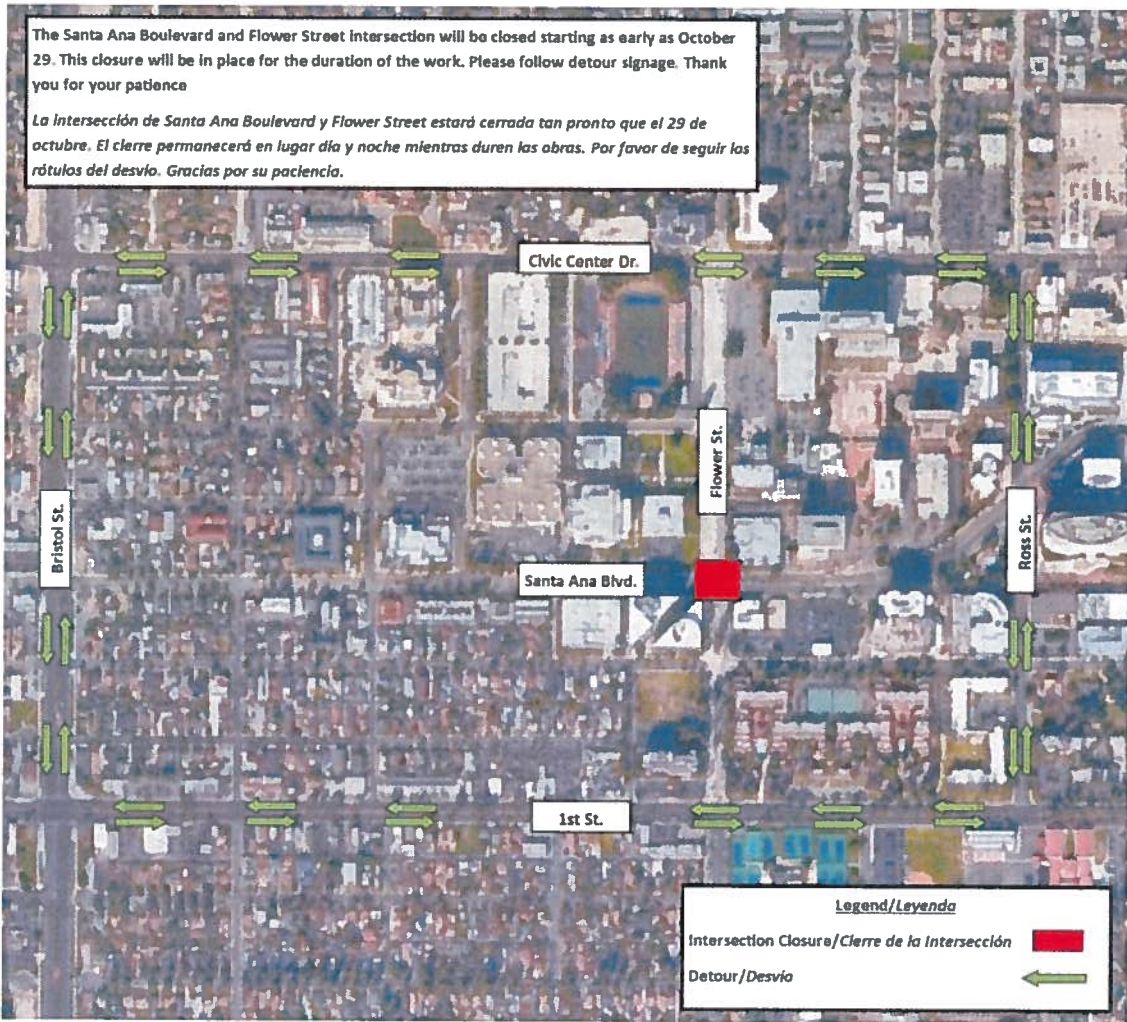 The Santa Ana Boulevard and Flower Street intersection will be closed starting as early as October
29. This closure will be in place for the duration of the work. Please follow detour signage. Thank
you for your patience
La intersección de Santa Ana Boulevard y Flower Street estará cerrada tan pronto que el 29 de
octubre. El cierre permanecerá en lugar día y noche mientras duren las obras. Por favor de seguir los
rótulos del desvío. Gracias por su paciencia.
Civic Center Dr.
Flower St.
Bristol St.
Ross St.
Santa Ana Blvd.
1st St.
Legend/Leyenda
Intersection Closure/Cierre de la Intersección
Detour/Desvío